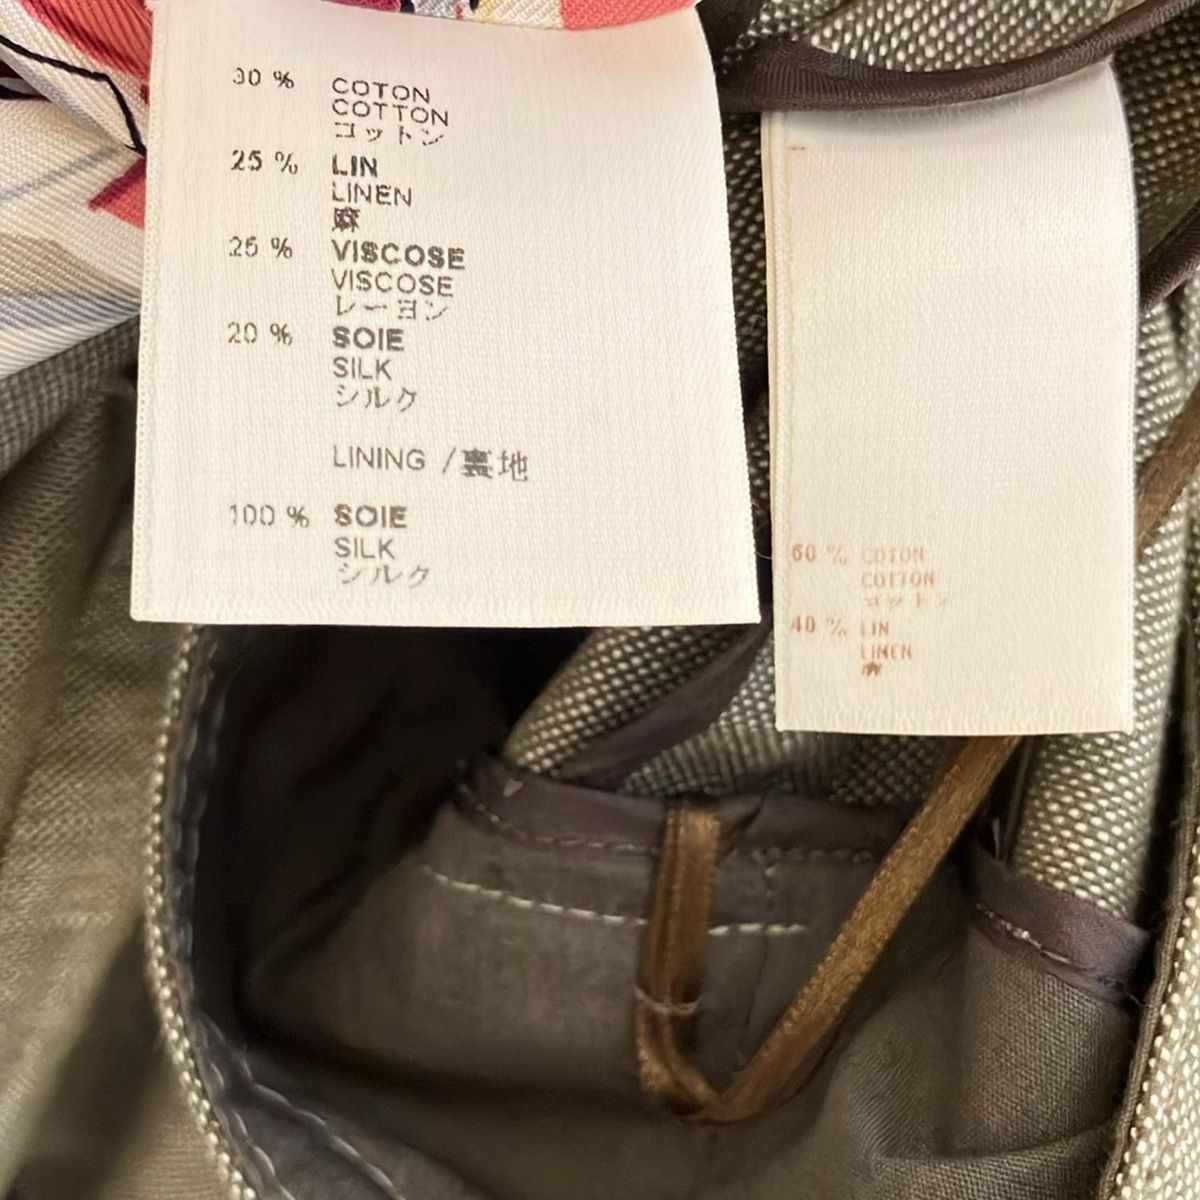 30 % COTON
COTTON
コットン
25 % LIN
LINEN
麻
25 % VISCOSE
VISCOSE
レーヨン
20 % SOIE
SILK
シルク
LINING / 裏地
100 % SOIE
SILK
シルク
60 % COTON
COTTON
コットン
40 % LIN
LINEN
麻